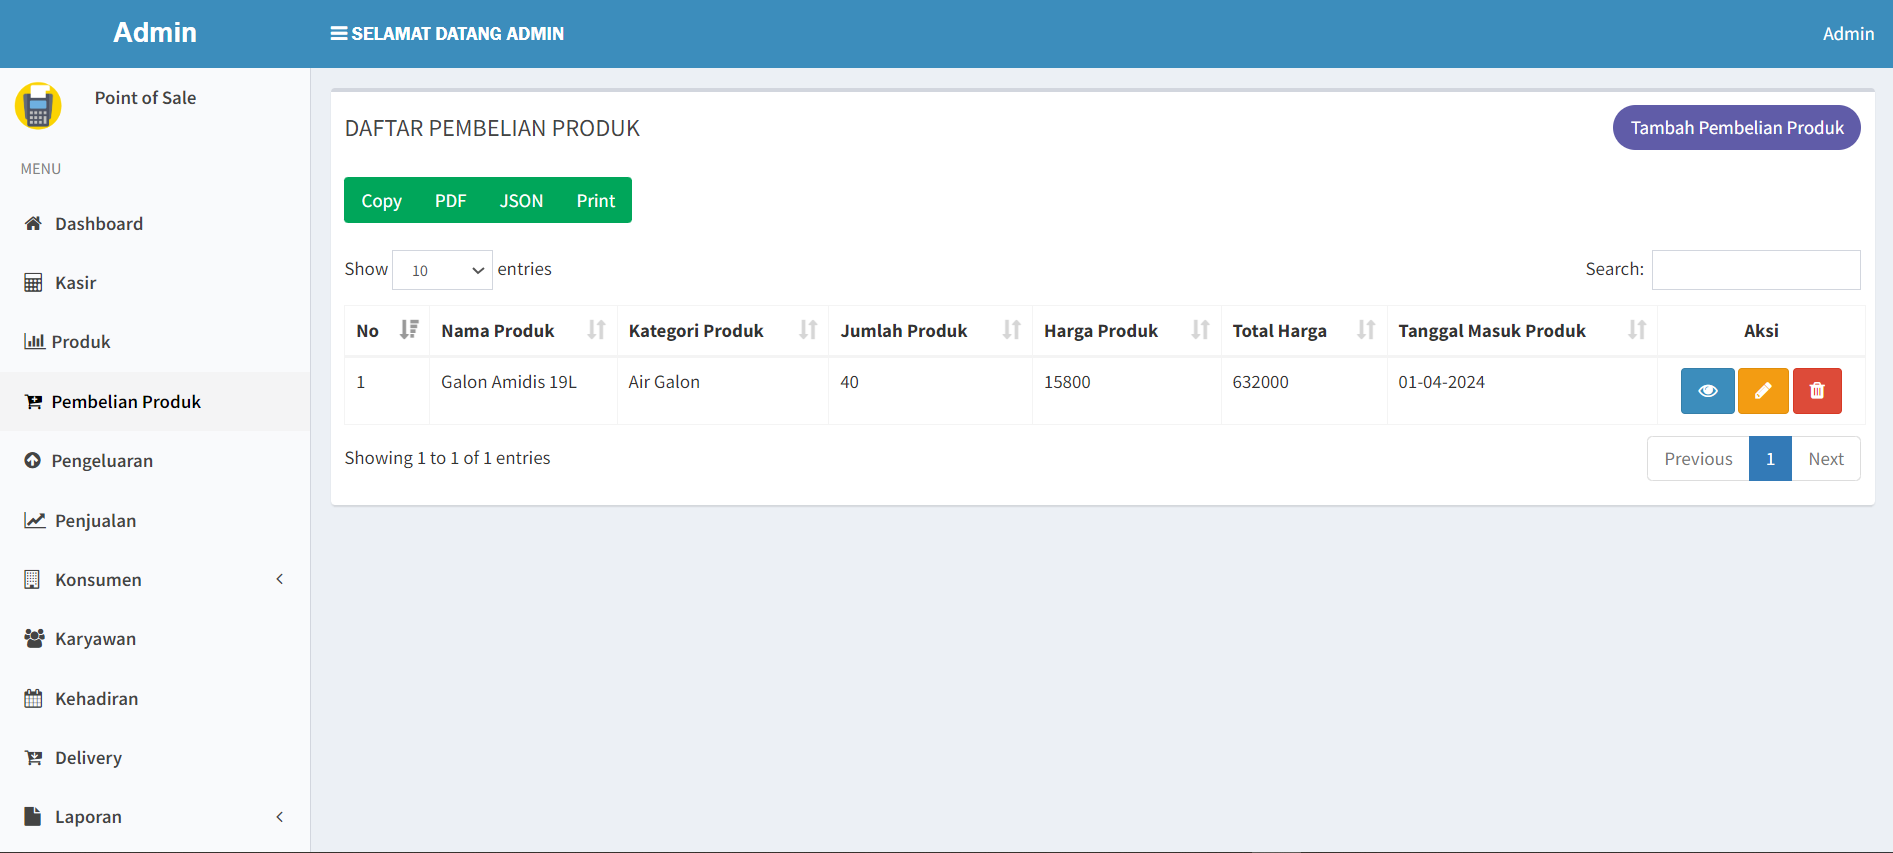 Admin
SELAMAT DATANG ADMIN
Admin
Point of Sale
MENU
Dashboard
Kasir
Produk
Pembelian Produk
Pengeluaran
Penjualan
Konsumen
Karyawan
Kehadiran
Delivery
Laporan
DAFTAR PEMBELIAN PRODUK
Tambah Pembelian Produk
Copy PDF JSON Print
Show 10 entries
Search:
No Nama Produk Kategori Produk Jumlah Produk Harga Produk Total Harga Tanggal Masuk Produk Aksi
1 Galon Amidis 19L Air Galon 40 15800 632000 01-04-2024
Showing 1 to 1 of 1 entries
Previous 1 Next